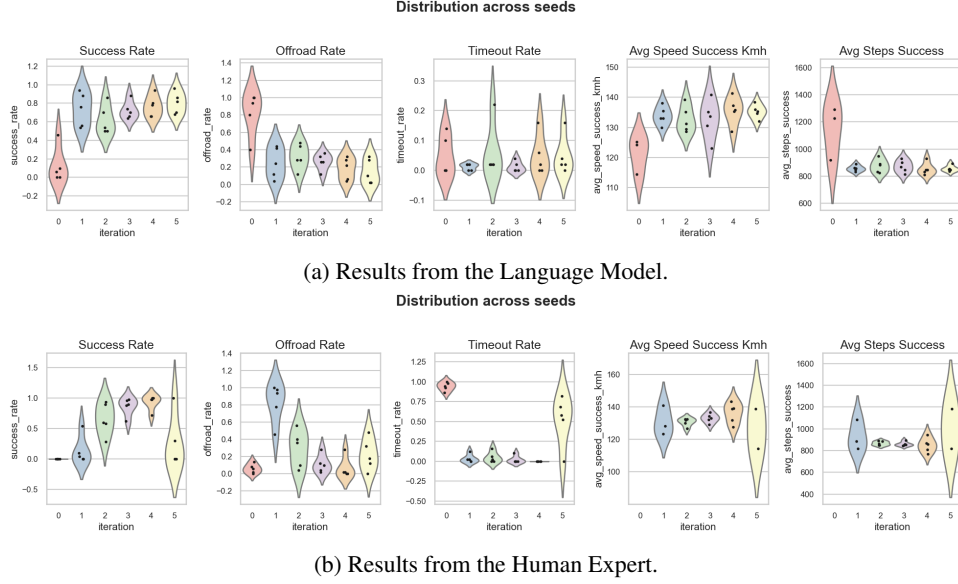 Distribution across seeds
Success Rate
Offroad Rate
Timeout Rate
Avg Speed Success Kmh
Avg Steps Success
success_rate
1.2
1.0
0.8
0.6
0.4
0.2
0.0
−0.2
0 1 2 3 4 5
iteration
offroad_rate
1.4
1.2
1.0
0.8
0.6
0.4
0.2
0.0
−0.2
0 1 2 3 4 5
iteration
timeout_rate
0.3
0.2
0.1
0.0
−0.1
0 1 2 3 4 5
iteration
avg_speed_success_kmh
150
140
130
120
110
0 1 2 3 4 5
iteration
avg_steps_success
1600
1400
1200
1000
800
600
0 1 2 3 4 5
iteration
(a) Results from the Language Model.
Distribution across seeds
Success Rate
Offroad Rate
Timeout Rate
Avg Speed Success Kmh
Avg Steps Success
success_rate
1.5
1.0
0.5
0.0
−0.5
0 1 2 3 4 5
iteration
offroad_rate
1.4
1.2
1.0
0.8
0.6
0.4
0.2
0.0
−0.2
0 1 2 3 4 5
iteration
timeout_rate
1.25
1.00
0.75
0.50
0.25
0.00
−0.25
−0.50
0 1 2 3 4 5
iteration
avg_speed_success_kmh
160
140
120
100
0 1 2 3 4 5
iteration
avg_steps_success
1600
1400
1200
1000
800
600
400
0 1 2 3 4 5
iteration
(b) Results from the Human Expert.